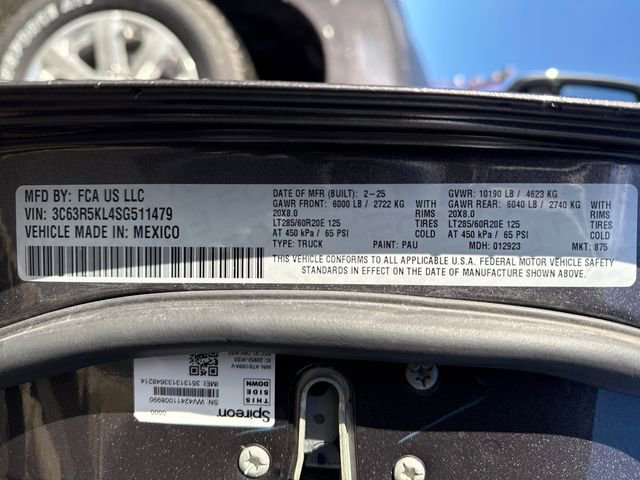 MFD BY: FCA US LLC
VIN: 3C63R5KL4SG511479
VEHICLE MADE IN: MEXICO
DATE OF MFR (BUILT): 2-25
GAWR FRONT: 6000 LB / 2722 KG WITH
20X8.0 RIMS
LT285/60R20E 125 TIRES
AT 450 kPa / 65 PSI COLD
TYPE: TRUCK PAINT: PAU
GVWR: 10190 LB / 4623 KG
GAWR REAR: 6040 LB / 2740 KG WITH
20X8.0 RIMS
LT285/60R20E 125 TIRES
AT 450 kPa / 65 PSI COLD
MDH: 012923 MKT: 875
THIS VEHICLE CONFORMS TO ALL APPLICABLE U.S.A. FEDERAL MOTOR VEHICLE SAFETY
STANDARDS IN EFFECT ON THE DATE OF MANUFACTURE SHOWN ABOVE.
Spireon
THIS
SIDE
DOWN
0000